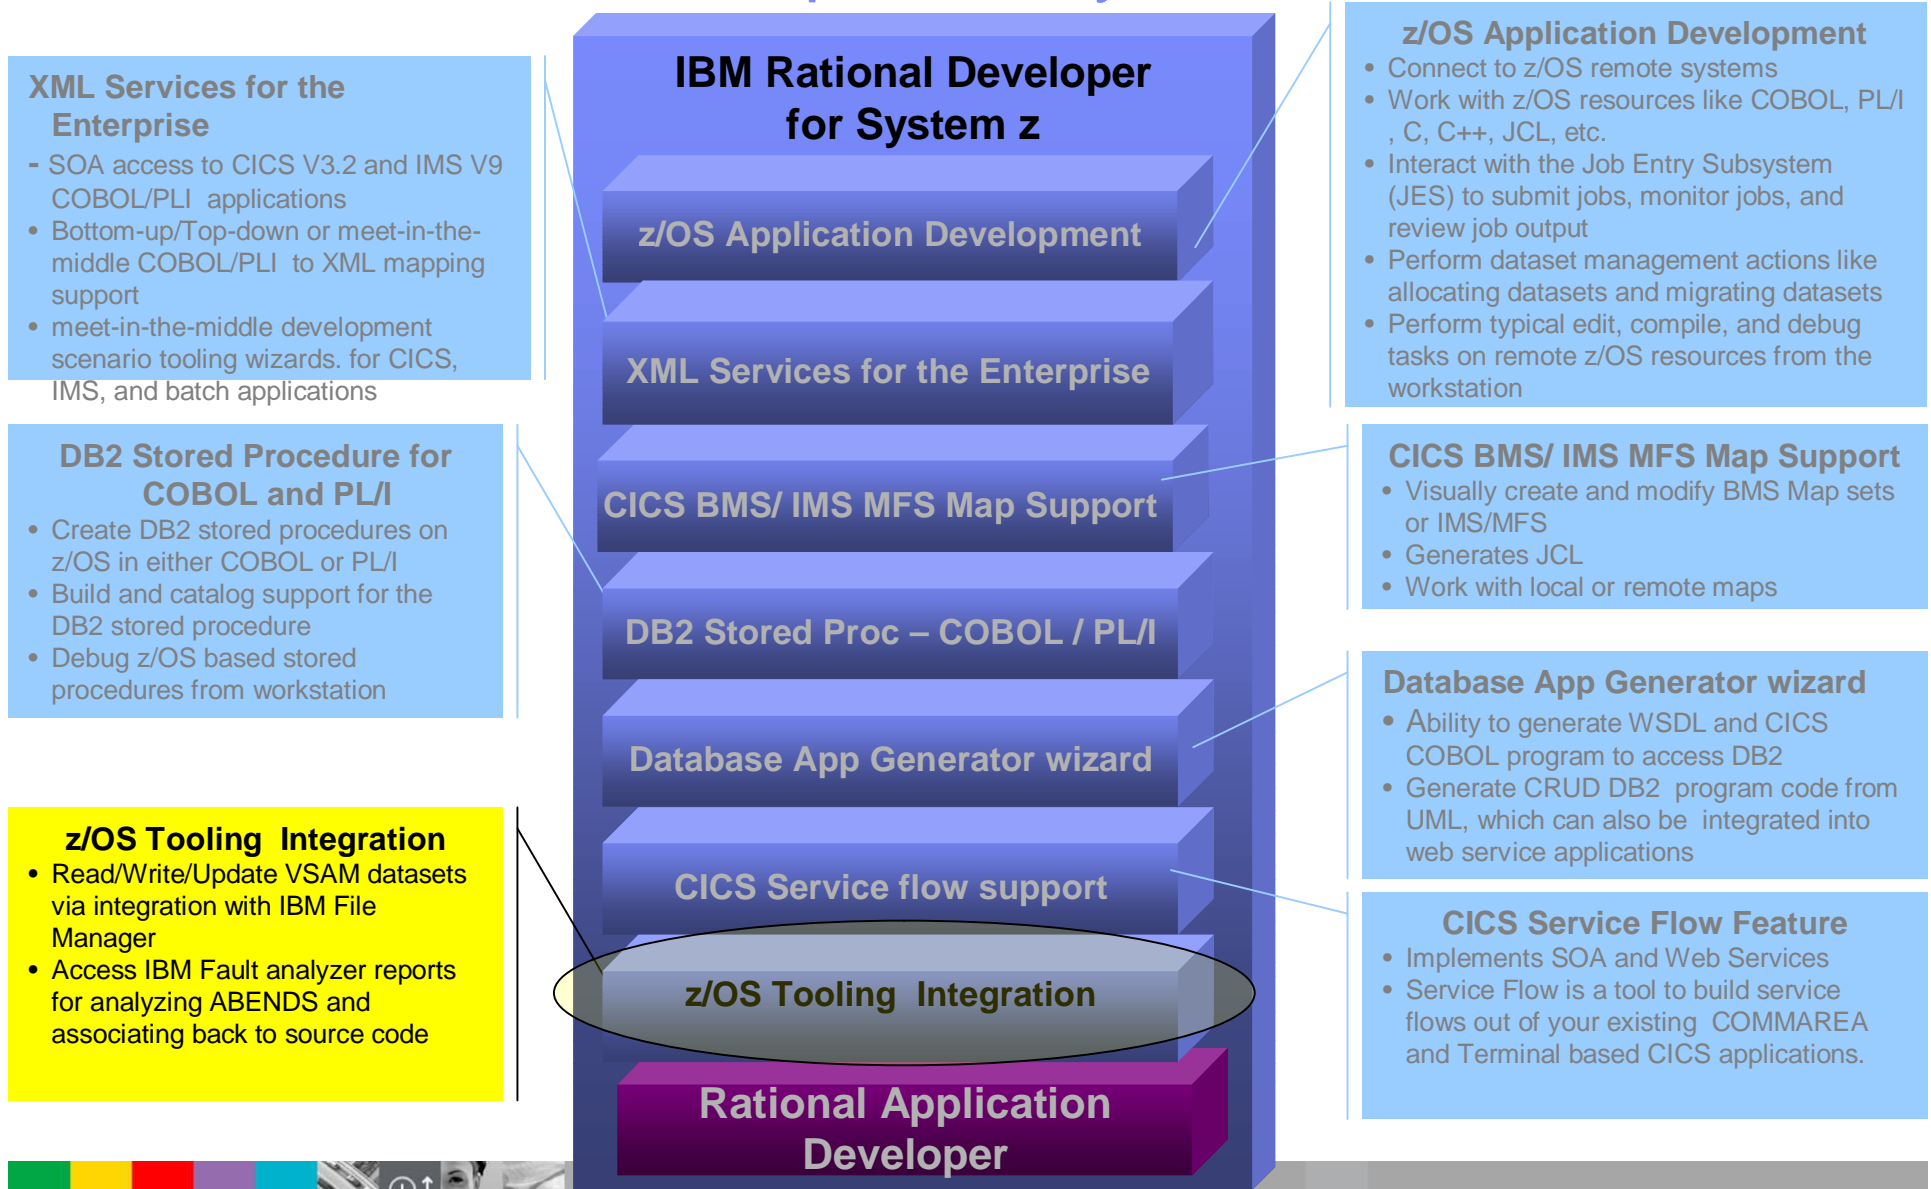 XML Services for the
Enterprise
- SOA access to CICS V3.2 and IMS V9
COBOL/PLI applications
• Bottom-up/Top-down or meet-in-the-
middle COBOL/PLI to XML mapping
support
• meet-in-the-middle development
scenario tooling wizards. for CICS,
IMS, and batch applications
DB2 Stored Procedure for
COBOL and PL/I
• Create DB2 stored procedures on
z/OS in either COBOL or PL/I
• Build and catalog support for the
DB2 stored procedure
• Debug z/OS based stored
procedures from workstation
z/OS Tooling Integration
• Read/Write/Update VSAM datasets
via integration with IBM File
Manager
• Access IBM Fault analyzer reports
for analyzing ABENDS and
associating back to source code
IBM Rational Developer
for System z
z/OS Application Development
XML Services for the Enterprise
CICS BMS/ IMS MFS Map Support
DB2 Stored Proc – COBOL / PL/I
Database App Generator wizard
CICS Service flow support
z/OS Tooling Integration
Rational Application
Developer
z/OS Application Development
• Connect to z/OS remote systems
• Work with z/OS resources like COBOL, PL/I
, C, C++, JCL, etc.
• Interact with the Job Entry Subsystem
(JES) to submit jobs, monitor jobs, and
review job output
• Perform dataset management actions like
allocating datasets and migrating datasets
• Perform typical edit, compile, and debug
tasks on remote z/OS resources from the
workstation
CICS BMS/ IMS MFS Map Support
• Visually create and modify BMS Map sets
or IMS/MFS
• Generates JCL
• Work with local or remote maps
Database App Generator wizard
• Ability to generate WSDL and CICS
COBOL program to access DB2
• Generate CRUD DB2 program code from
UML, which can also be integrated into
web service applications
CICS Service Flow Feature
• Implements SOA and Web Services
• Service Flow is a tool to build service
flows out of your existing COMMAREA
and Terminal based CICS applications.